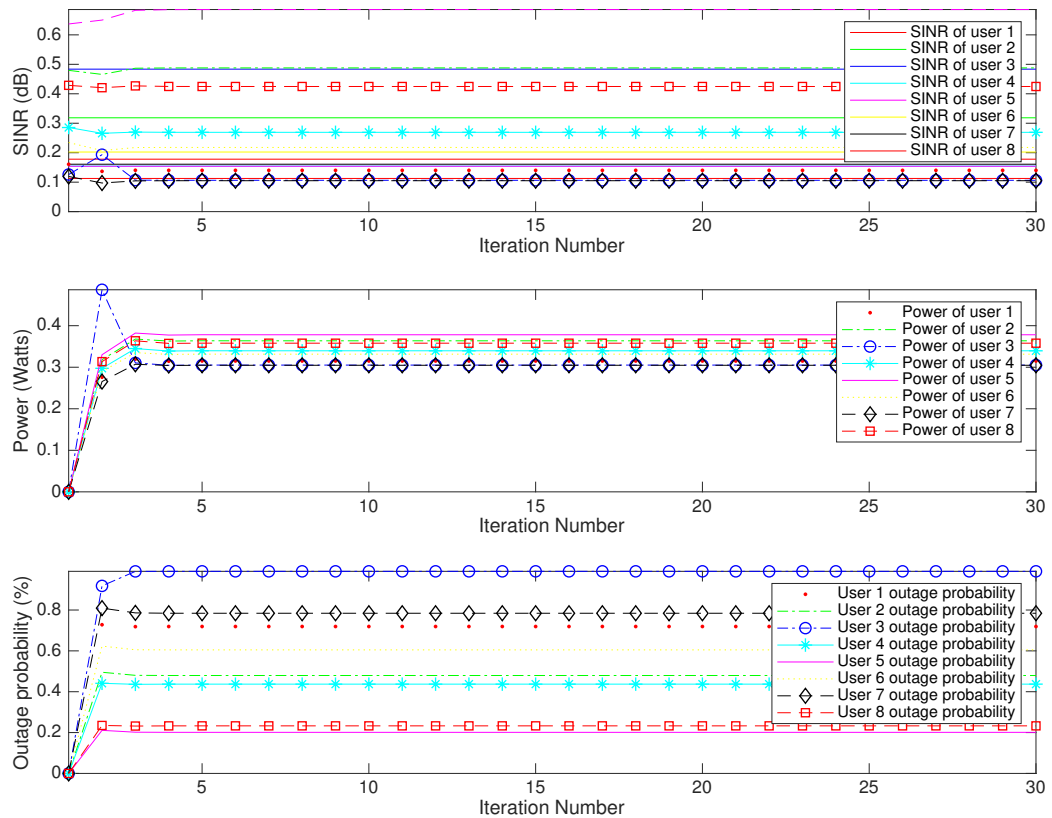 0.6
0.5
0.4
0.3
0.2
0.1
0
SINR (dB)
5
10
15
20
25
30
Iteration Number
SINR of user 1
SINR of user 2
SINR of user 3
SINR of user 4
SINR of user 5
SINR of user 6
SINR of user 7
SINR of user 8
0.4
0.3
0.2
0.1
0
Power (Watts)
5
10
15
20
25
30
Iteration Number
Power of user 1
Power of user 2
Power of user 3
Power of user 4
Power of user 5
Power of user 6
Power of user 7
Power of user 8
0.8
0.6
0.4
0.2
0
Outage probability (%)
5
10
15
20
25
30
Iteration Number
User 1 outage probability
User 2 outage probability
User 3 outage probability
User 4 outage probability
User 5 outage probability
User 6 outage probability
User 7 outage probability
User 8 outage probability